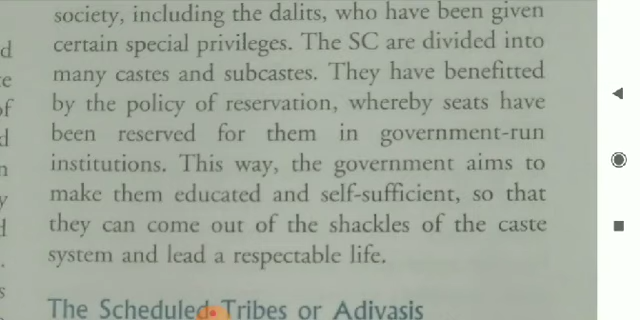 society, including the dalits, who have been given
certain special privileges. The SC are divided into
many castes and subcastes. They have benefitted
by the policy of reservation, whereby seats have
been reserved for them in government-run
institutions. This way, the government aims to
make them educated and self-sufficient, so that
they can come out of the shackles of the caste
system and lead a respectable life.
The Scheduled Tribes or Adivasis